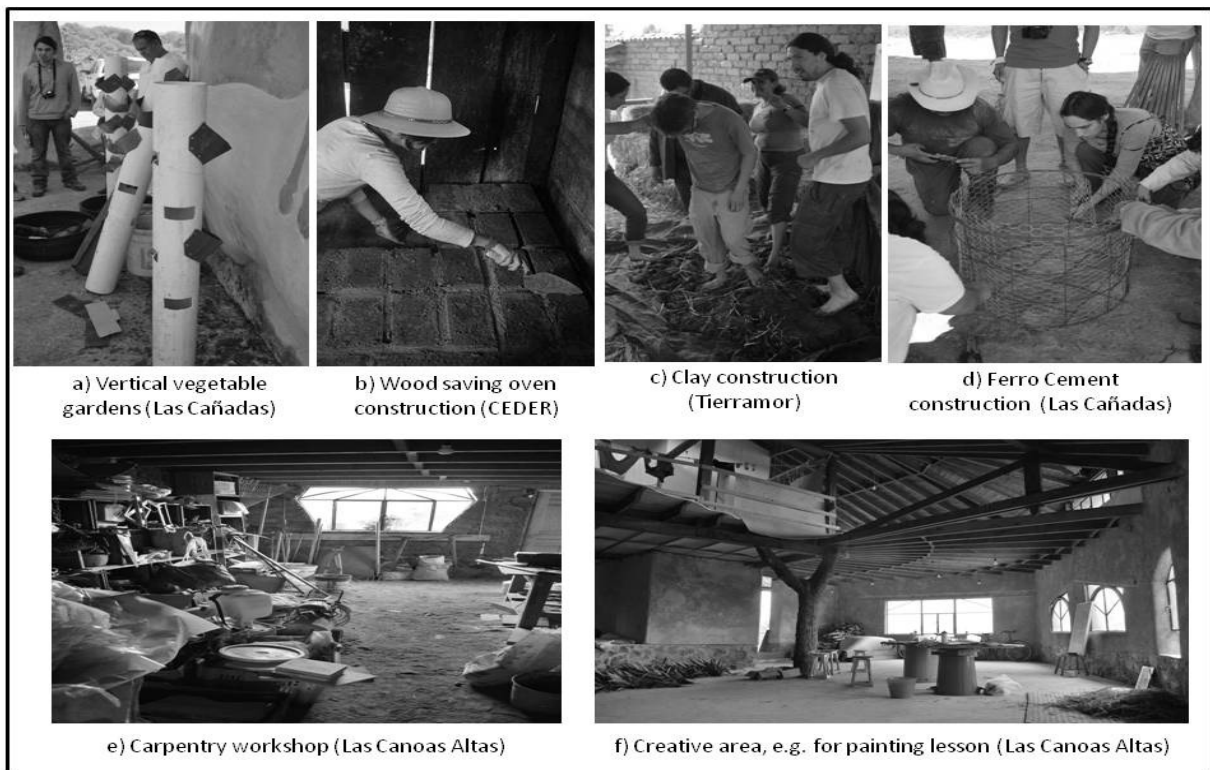 a) Vertical vegetable
gardens (Las Cañadas)
b) Wood saving oven
construction (CEDER)
c) Clay construction
(Tierramor)
d) Ferro Cement
construction (Las Cañadas)
e) Carpentry workshop (Las Canoas Altas)
f) Creative area, e.g. for painting lesson (Las Canoas Altas)